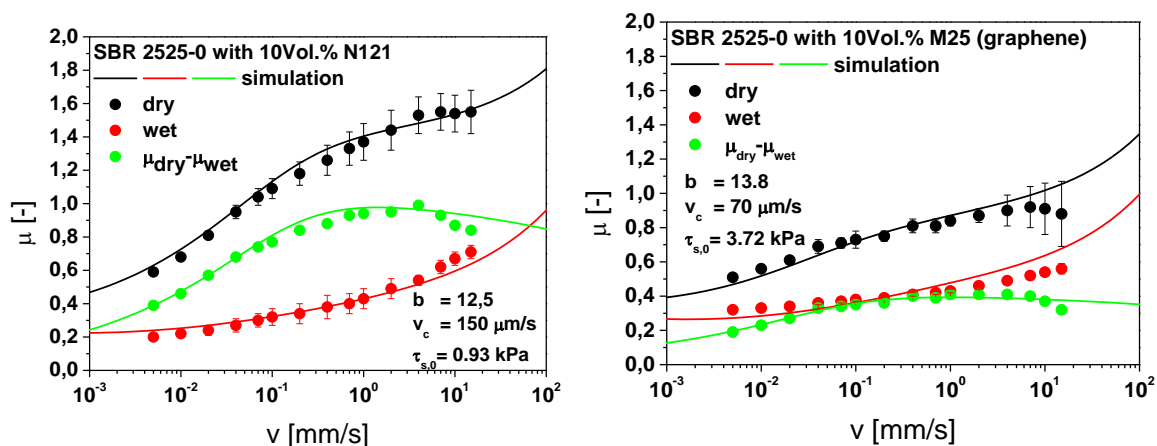 SBR 2525-0 with 10Vol.% N121
simulation
dry
wet
μdry-μwet
b = 12,5
vc = 150 μm/s
τs,0 = 0.93 kPa
2,0
1,8
1,6
1,4
1,2
1,0
0,8
0,6
0,4
0,2
0,0
μ [-]
10-3 10-2 10-1 100 101 102
v [mm/s]
SBR 2525-0 with 10Vol.% M25 (graphene)
simulation
dry
wet
μdry-μwet
b = 13.8
vc = 70 μm/s
τs,0 = 3.72 kPa
2,0
1,8
1,6
1,4
1,2
1,0
0,8
0,6
0,4
0,2
0,0
μ [-]
10-3 10-2 10-1 100 101 102
v [mm/s]